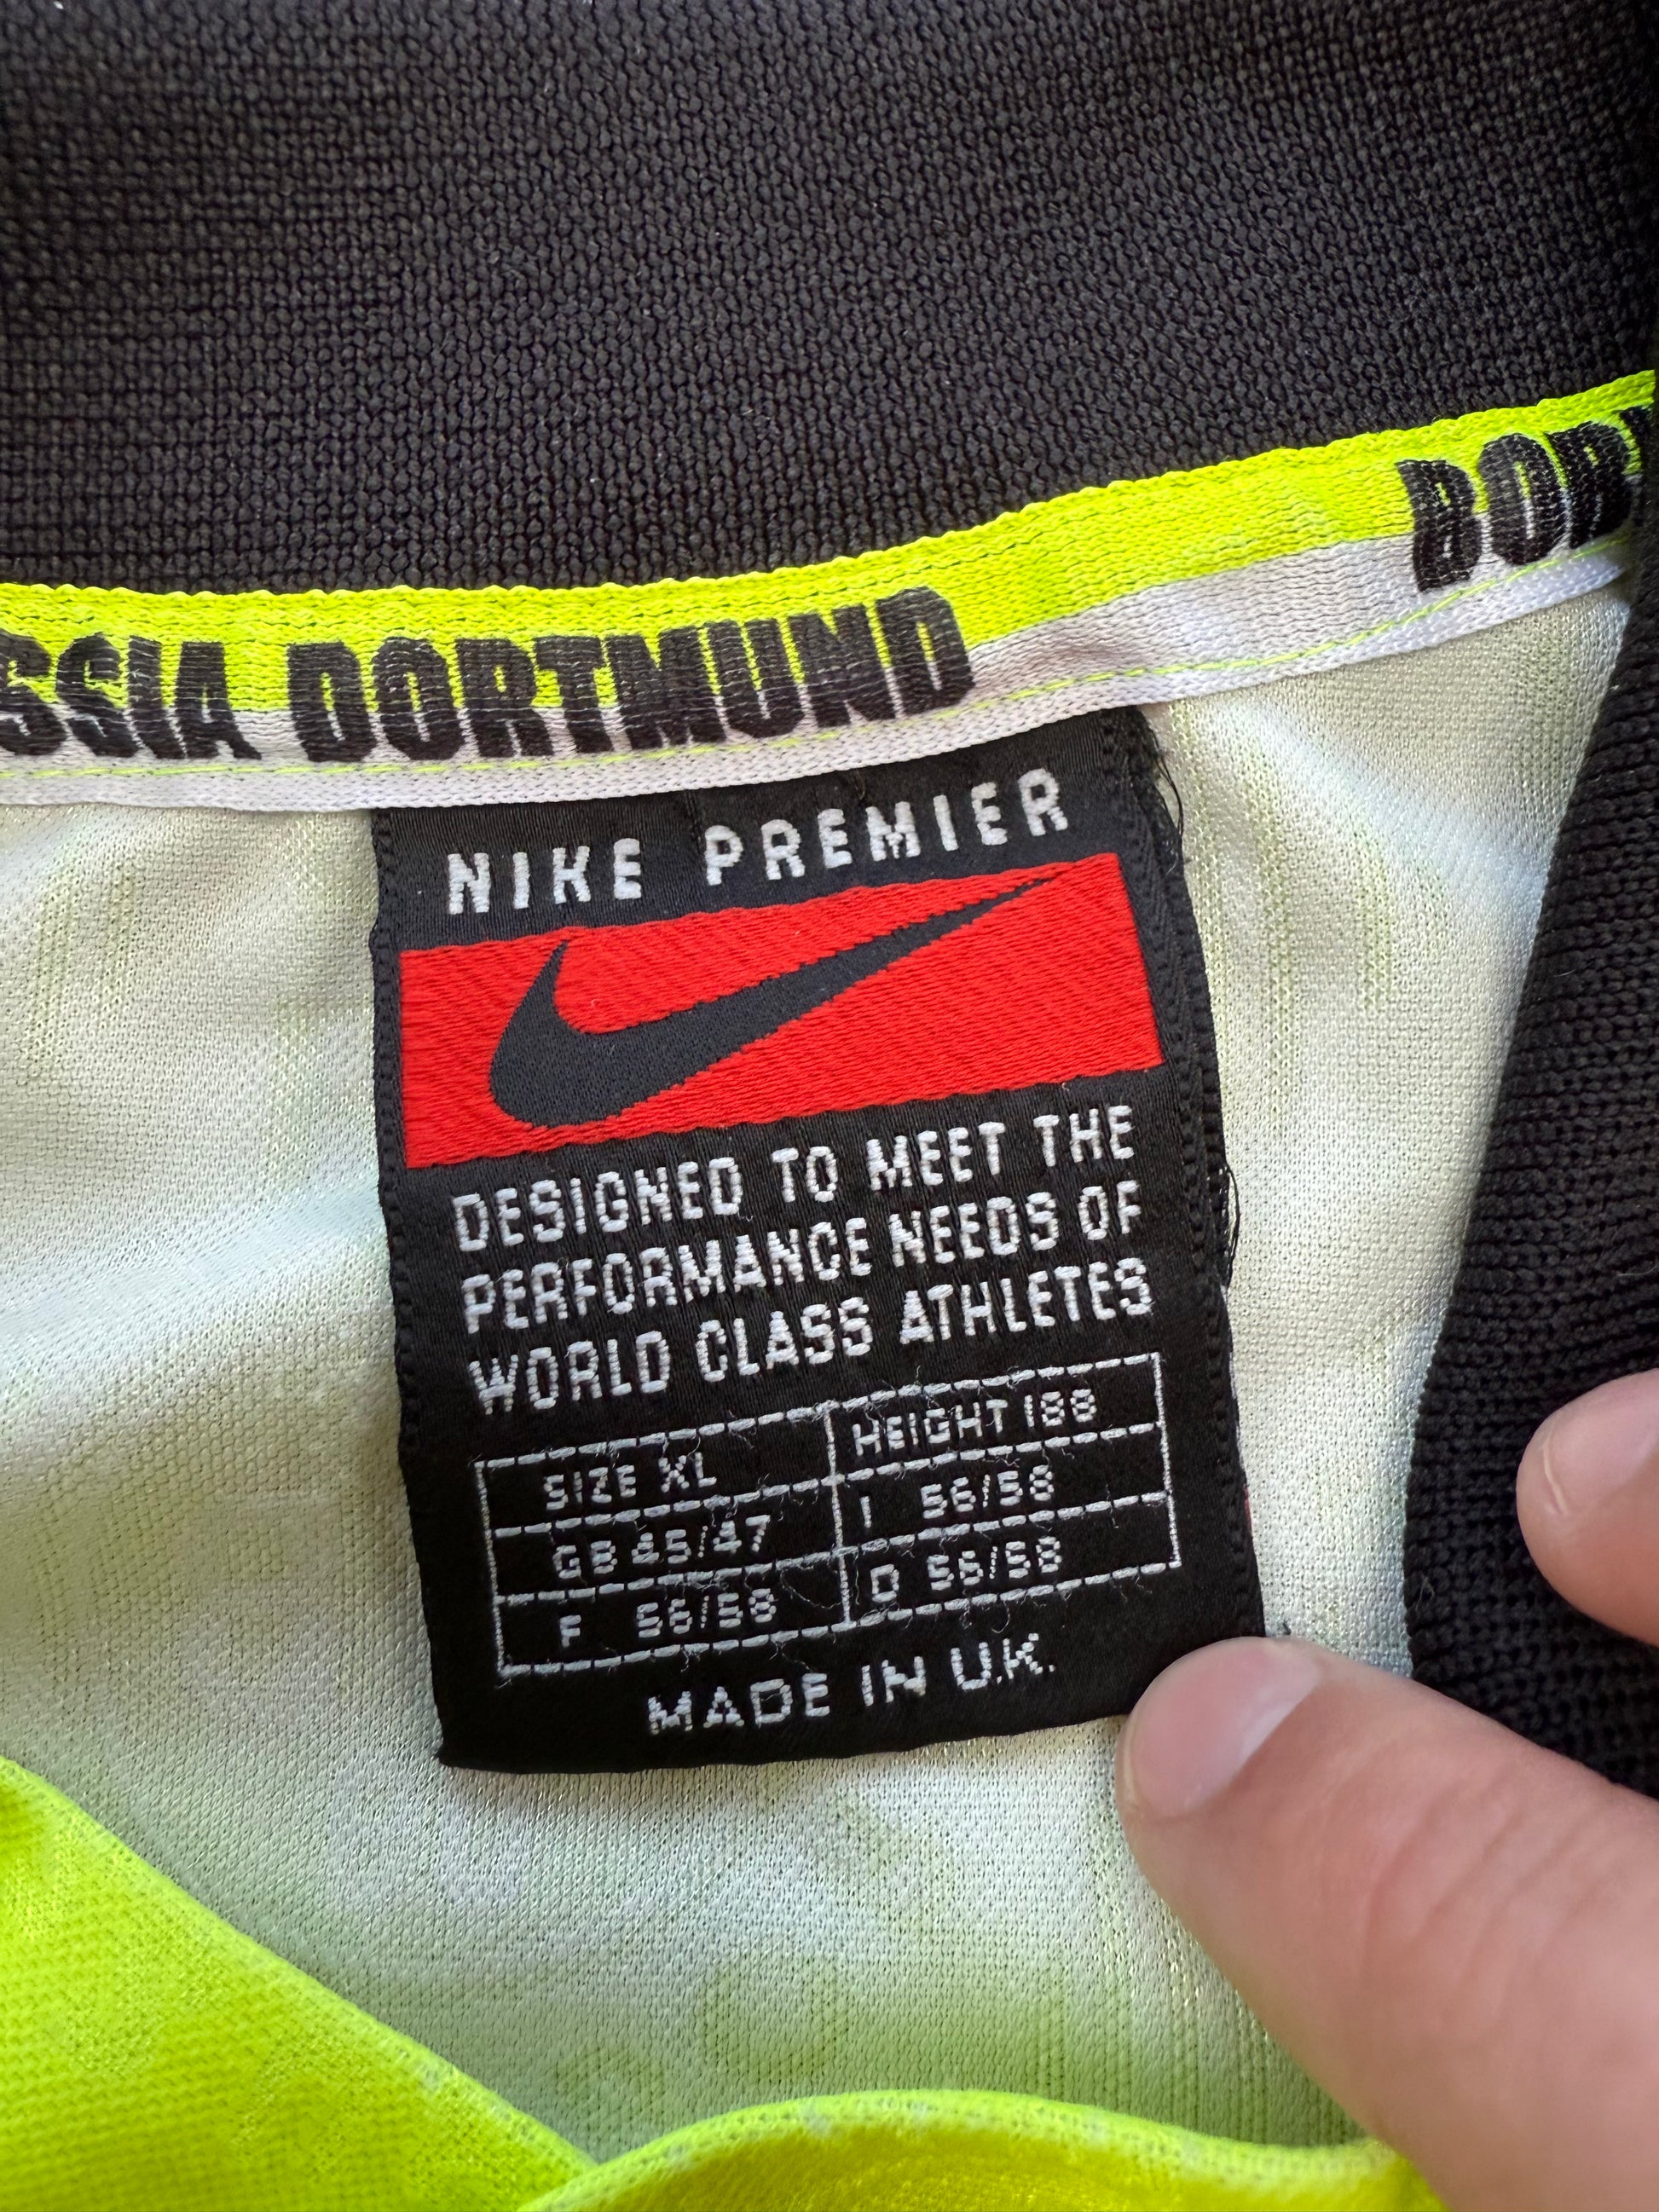 SSIA DORTMUND
BOR
NIKE PREMIER
DESIGNED TO MEET THE
PERFORMANCE NEEDS OF
WORLD CLASS ATHLETES
SIZE XL HEIGHT 188
GB 45/47 I 56/58
F 56/58 D 56/58
MADE IN U.K.